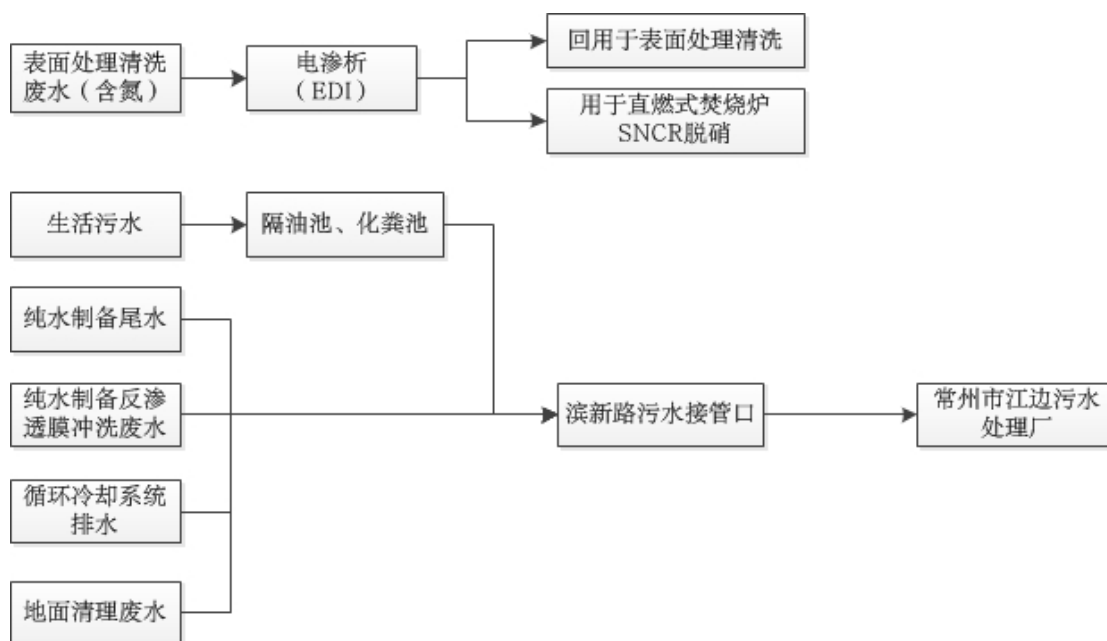 表面处理清洗
废水（含氮）
电渗析
（EDI）
回用于表面处理清洗
用于直燃式焚烧炉
SNCR脱硝
生活污水
隔油池、化粪池
纯水制备尾水
纯水制备反渗
透膜冲洗废水
滨新路污水接管口
常州市江边污水
处理厂
循环冷却系统
排水
地面清理废水